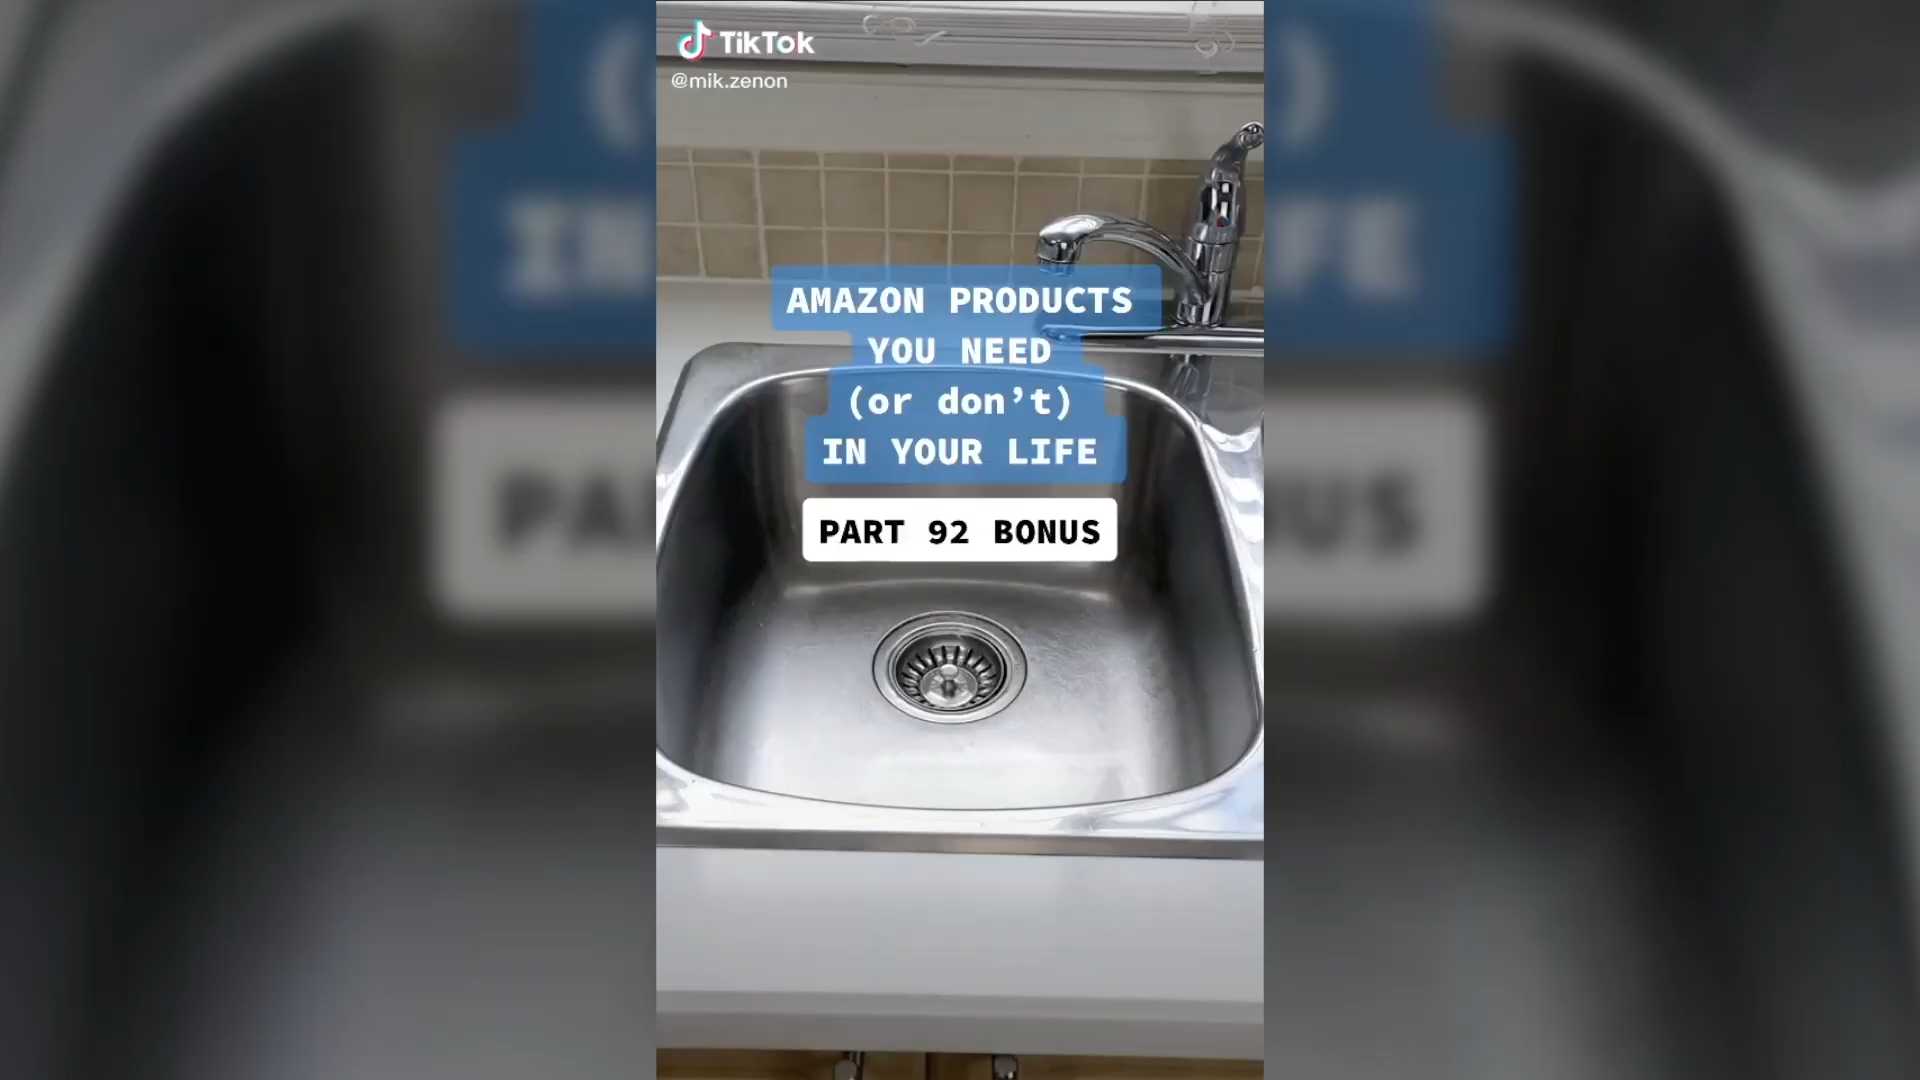 TikTok
@mik.zenon
AMAZON PRODUCTS
YOU NEED
(or don’t)
IN YOUR LIFE
PART 92 BONUS